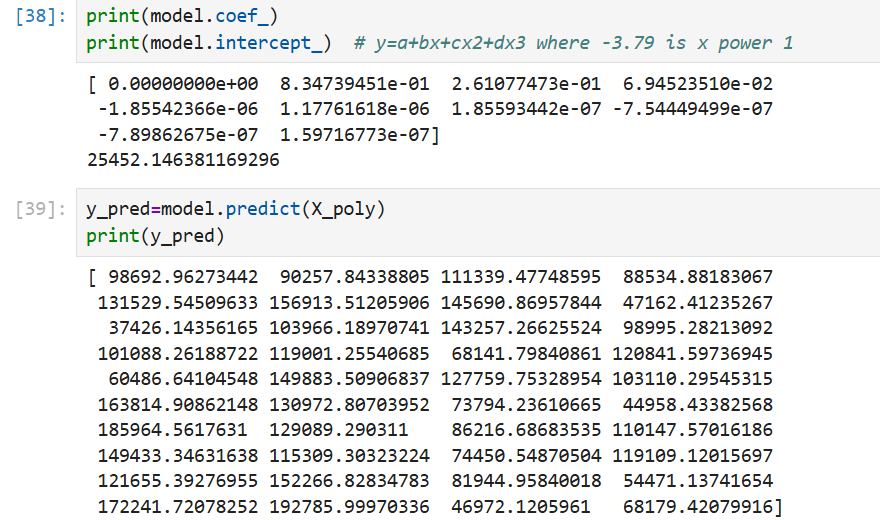 [38]: print(model.coef_)
print(model.intercept_)  # y=a+bx+cx2+dx3 where -3.79 is x power 1
[ 0.00000000e+00  8.34739451e-01  2.61077473e-01  6.94523510e-02
 -1.85542366e-06  1.17761618e-06  1.85593442e-07 -7.54449499e-07
 -7.89862675e-07  1.59716773e-07]
25452.146381169296
[39]: y_pred=model.predict(X_poly)
print(y_pred)
[ 98692.96273442  90257.84338805 111339.47748595  88534.88183067
 131529.54509633 156913.51205906 145690.86957844  47162.41235267
  37426.14356165 103966.18970741 143257.26625524  98995.28213092
 101088.26188722 119001.25540685  68141.79840861 120841.59736945
  60486.64104548 149883.50906837 127759.75328954 103110.29545315
 163814.90862148 130972.80703952  73794.23610665  44958.43382568
 185964.5617631  129089.290311    86216.68683535 110147.57016186
 149433.34631638 115309.30323224  74450.54870504 119109.12015697
 121655.39276955 152266.82834783  81944.95840018  54471.13741654
 172241.72078252 192785.99970336  46972.1205961   68179.42079916]